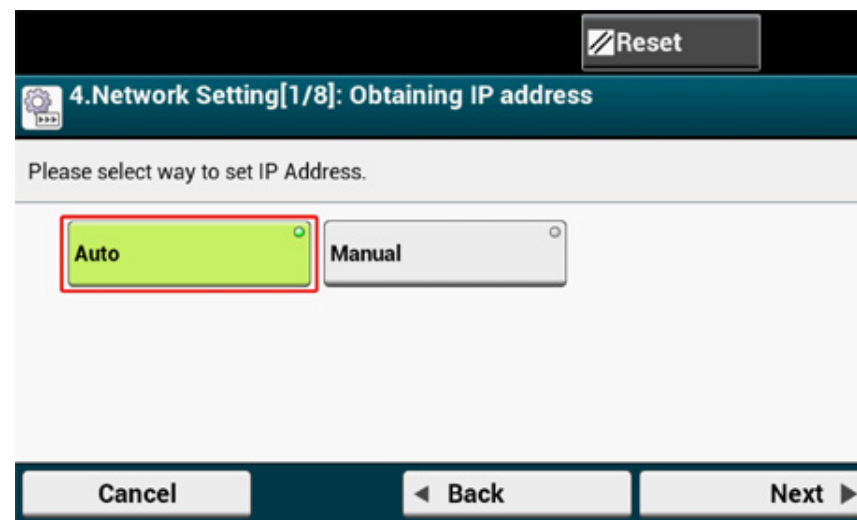 Reset
4.Network Setting[1/8]: Obtaining IP address
Please select way to set IP Address.
Auto
Manual
Cancel
Back
Next